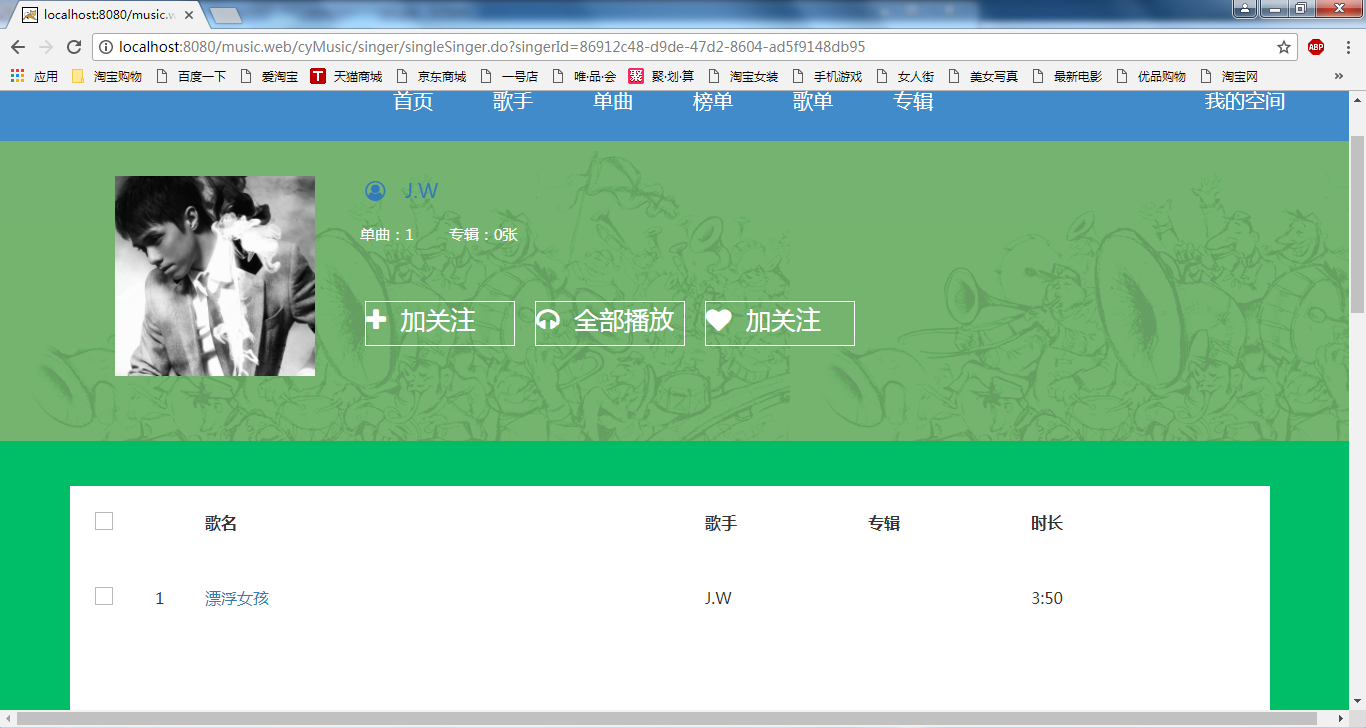 localhost:8080/music.w
localhost:8080/music.web/cyMusic/singer/singleSinger.do?singerId=86912c48-d9de-47d2-8604-ad5f9148db95
ABP
应用 淘宝购物 百度一下 爱淘宝 T 天猫商城 京东商城 一号店 唯·品·会 聚 聚·划·算 淘宝女装 手机游戏 女人街 美女写真 最新电影 优品购物 淘宝网 »
首页 歌手 单曲 榜单 歌单 专辑 我的空间
J.W
单曲：1 专辑：0张
加关注 全部播放 加关注
歌名 歌手 专辑 时长
1 漂浮女孩 J.W 3:50